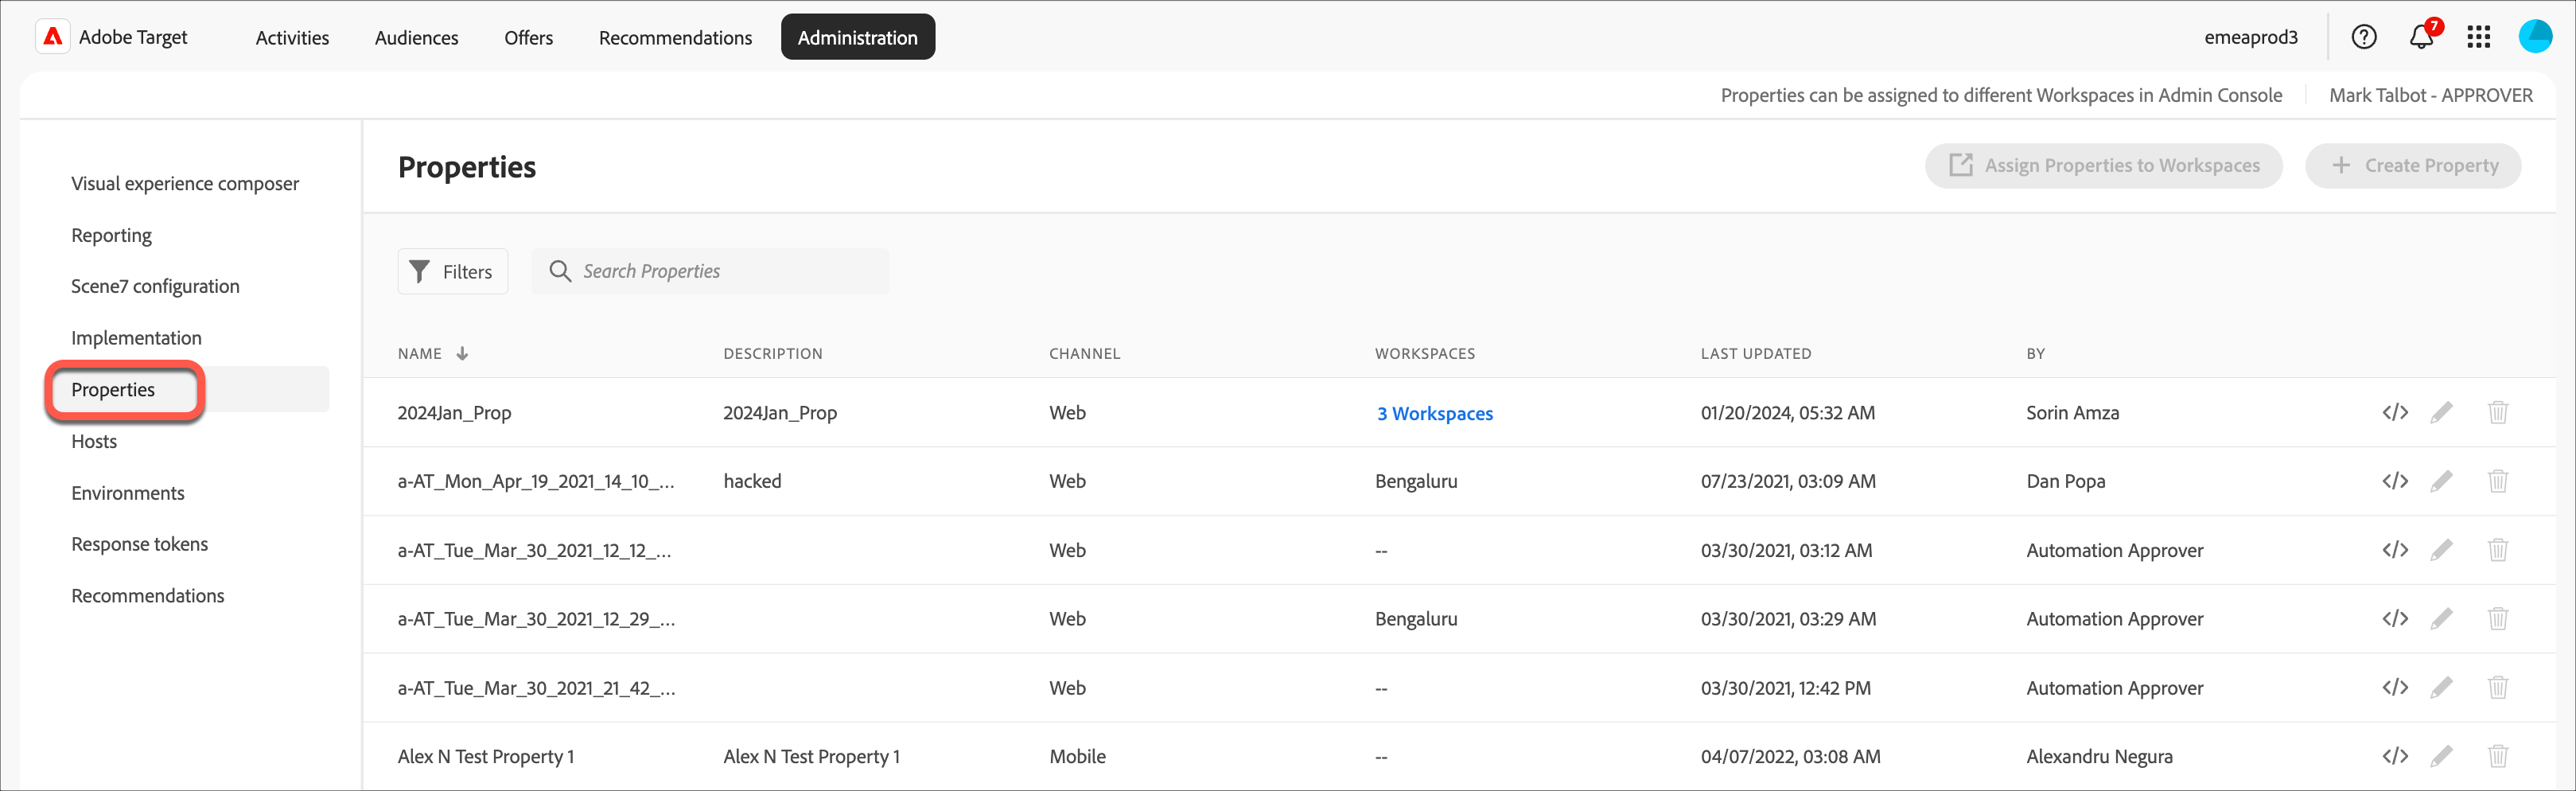 Adobe Target Activities Audiences Offers Recommendations Administration emeaprod3 7
Properties can be assigned to different Workspaces in Admin Console Mark Talbot - APPROVER
Visual experience composer
Reporting
Scene7 configuration
Implementation
Properties
Hosts
Environments
Response tokens
Recommendations
Properties Assign Properties to Workspaces Create Property
Filters Search Properties
NAME DESCRIPTION CHANNEL WORKSPACES LAST UPDATED BY
2024Jan_Prop 2024Jan_Prop Web 3 Workspaces 01/20/2024, 05:32 AM Sorin Amza
a-AT_Mon_Apr_19_2021_14_10_... hacked Web Bengaluru 07/23/2021, 03:09 AM Dan Popa
a-AT_Tue_Mar_30_2021_12_12_... Web -- 03/30/2021, 03:12 AM Automation Approver
a-AT_Tue_Mar_30_2021_12_29_... Web Bengaluru 03/30/2021, 03:29 AM Automation Approver
a-AT_Tue_Mar_30_2021_21_42_... Web -- 03/30/2021, 12:42 PM Automation Approver
Alex N Test Property 1 Alex N Test Property 1 Mobile -- 04/07/2022, 03:08 AM Alexandru Negura